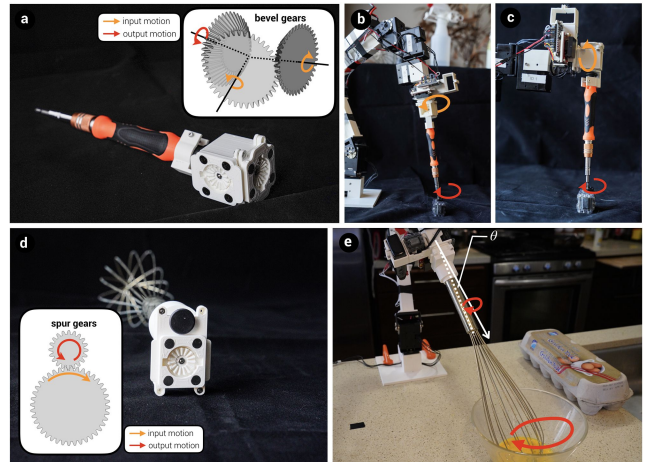 a
input motion
output motion
bevel gears
b
c
d
spur gears
input motion
output motion
e
θ